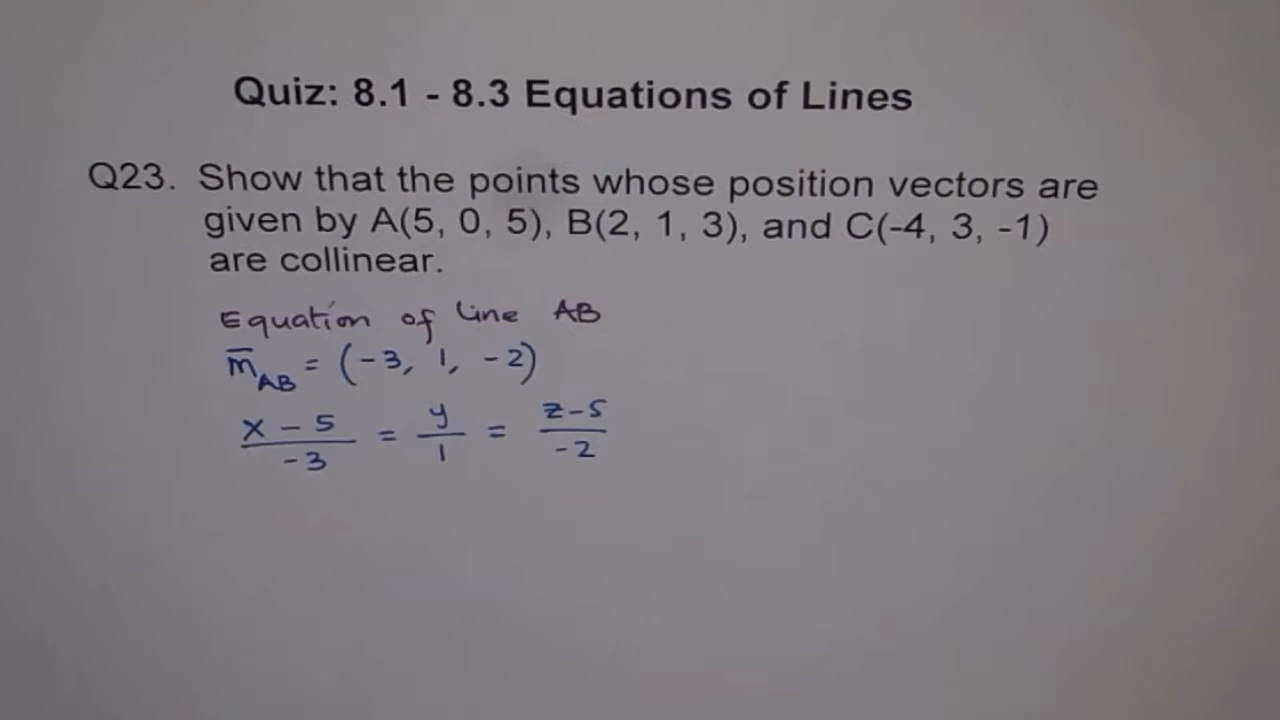 Quiz: 8.1 - 8.3 Equations of Lines
Q23. Show that the points whose position vectors are
given by A(5, 0, 5), B(2, 1, 3), and C(-4, 3, -1)
are collinear.
Equation of Line AB
m̅_AB = (-3, 1, -2)
x - 5 / -3 = y / 1 = z - 5 / -2